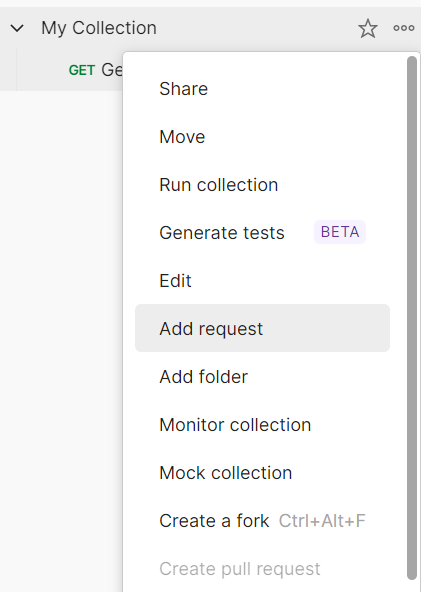 My Collection
GET Ge
Share
Move
Run collection
Generate tests BETA
Edit
Add request
Add folder
Monitor collection
Mock collection
Create a fork Ctrl+Alt+F
Create pull request